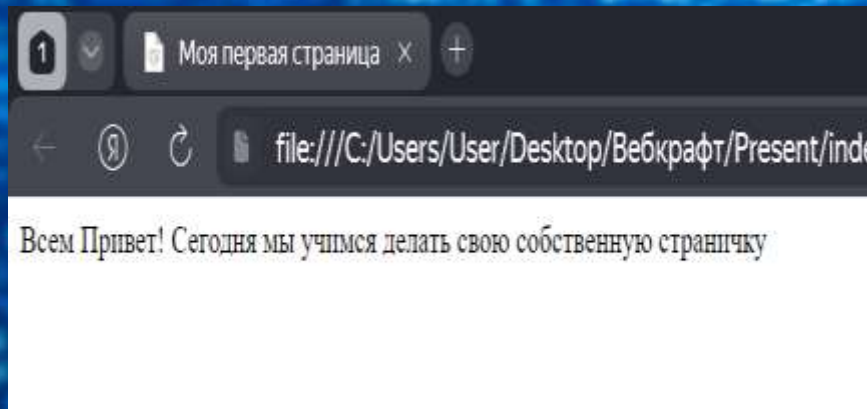 1
Моя первая страница
Я
file:///C:/Users/User/Desktop/Вебкрафт/Present/inde
Всем Привет! Сегодня мы учимся делать свою собственную страничку